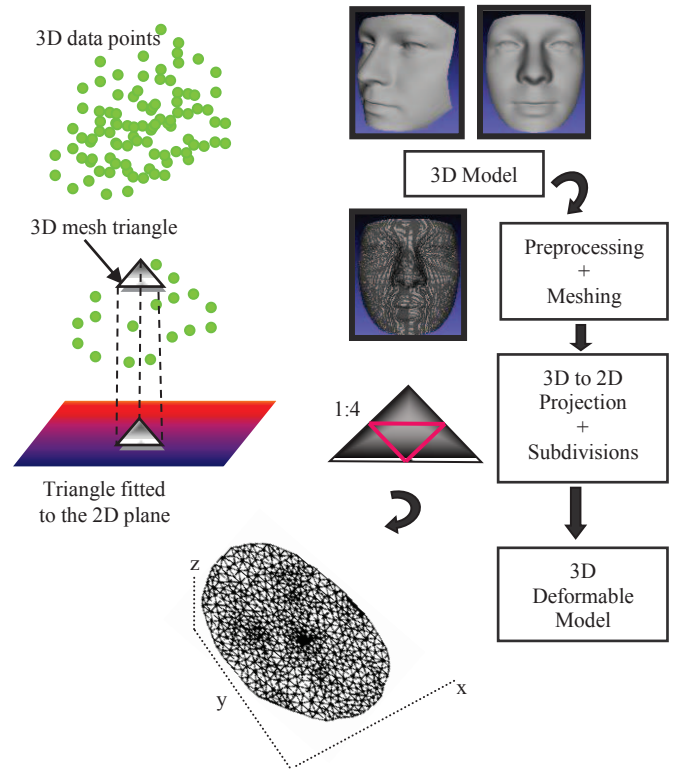 3D data points
3D Model
3D mesh triangle
Preprocessing
+
Meshing
1:4
3D to 2D
Projection
+
Subdivisions
Triangle fitted
to the 2D plane
3D
Deformable
Model
z
y
x